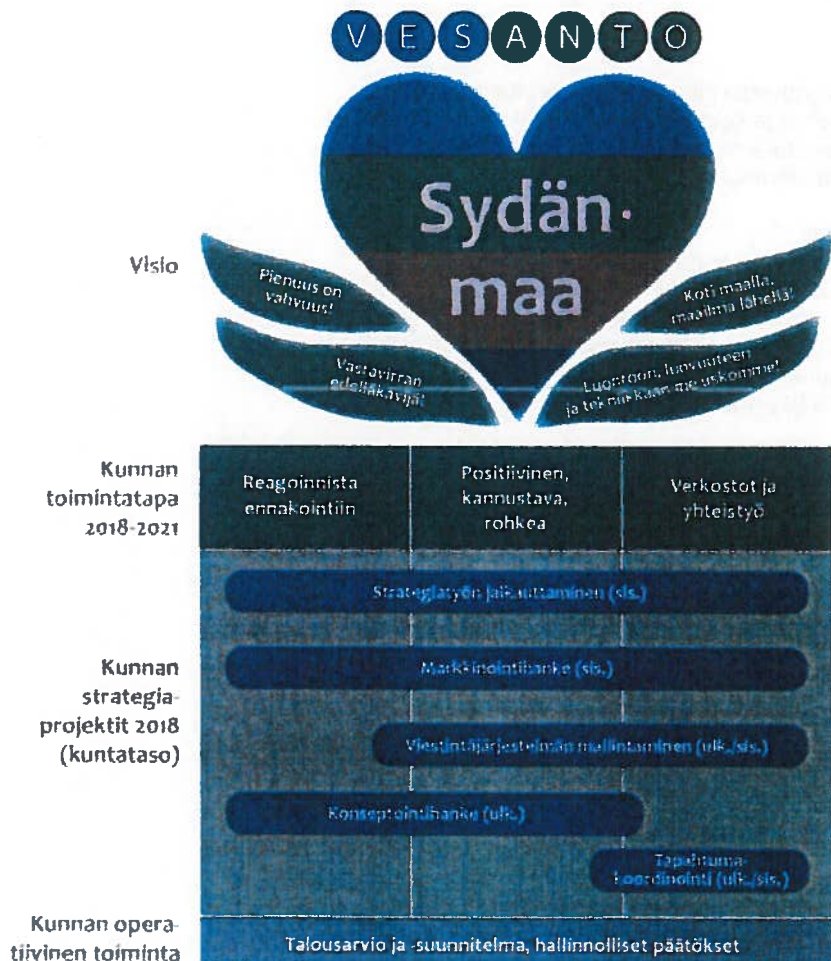 VESANTO
Sydän-
maa
Visio
Pienuus on
vahvuus!
Koti maalla,
maailma lähellä!
Vastavirran
edelläkävijä!
Luontoon, luovuuteen
ja tekniikkaan me uskomme!
Kunnan
toimintatapa
2018-2021
Reagoinnista
ennakointiin
Positiivinen,
kannustava,
rohkea
Verkostot ja
yhteistyö
Kunnan
strategia-
projektit 2018
(kuntataso)
Strategiatyön jalkauttaminen (sis.)
Markkinointihanke (sis.)
Viestintäjärjestelmän mallintaminen (ulk./sis.)
Konseptointihanke (ulk.)
Tapahtuma-
koordinointi (ulk./sis.)
Kunnan opera-
tiivinen toiminta
Talousarvio ja -suunnitelma, hallinnolliset päätökset